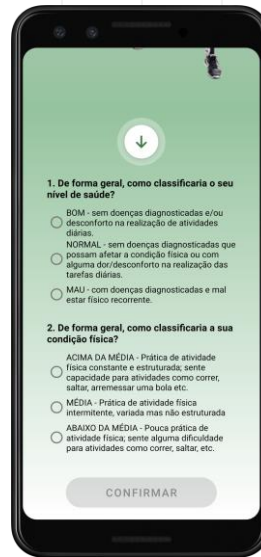 1. De forma geral, como classificaria o seu
nível de saúde?
BOM - sem doenças diagnosticadas e/ou
desconforto na realização de atividades
diárias.
NORMAL - sem doenças diagnosticadas que
possam afetar a condição física ou com
alguma dor/desconforto na realização das
tarefas diárias.
MAU - com doenças diagnosticadas e mal
estar físico recorrente.
2. De forma geral, como classificaria a sua
condição física?
ACIMA DA MÉDIA - Prática de atividade
física constante e estruturada; sente
capacidade para atividades como correr,
saltar, arremessar uma bola etc.
MÉDIA - Prática de atividade física
intermitente, variada mas não estruturada
ABAIXO DA MÉDIA - Pouca prática de
atividade física; sente alguma dificuldade
para atividades como correr, saltar, etc.
CONFIRMAR